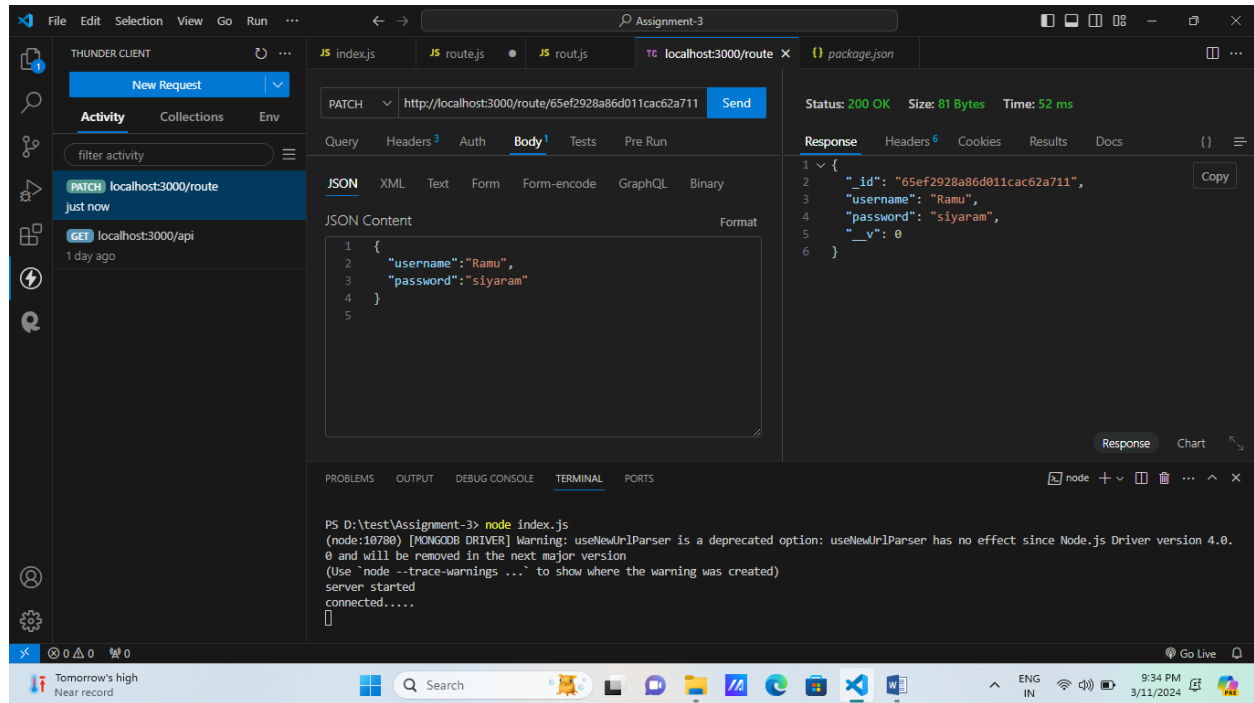 File Edit Selection View Go Run ···
Assignment-3
THUNDER CLIENT
New Request
Activity Collections Env
filter activity
PATCH localhost:3000/route
just now
GET localhost:3000/api
1 day ago
JS index.js JS route.js JS rout.js TC localhost:3000/route {} package.json
PATCH http://localhost:3000/route/65ef2928a86d011cac62a711 Send
Query Headers 3 Auth Body 1 Tests Pre Run
JSON XML Text Form Form-encode GraphQL Binary
JSON Content Format
1 {
2 "username":"Ramu",
3 "password":"siyaram"
4 }
5
Status: 200 OK Size: 81 Bytes Time: 52 ms
Response Headers 6 Cookies Results Docs {}
1 {
2 "_id": "65ef2928a86d011cac62a711",
3 "username": "Ramu",
4 "password": "siyaram",
5 "__v": 0
6 }
Copy
Response Chart
PROBLEMS OUTPUT DEBUG CONSOLE TERMINAL PORTS
node
PS D:\test\Assignment-3> node index.js
(node:10780) [MONGODB DRIVER] Warning: useNewUrlParser is a deprecated option: useNewUrlParser has no effect since Node.js Driver version 4.0.
0 and will be removed in the next major version
(Use `node --trace-warnings ...` to show where the warning was created)
server started
connected.....
1
0 0 0
Go Live
Tomorrow's high
Near record
Search
ENG
IN
9:34 PM
3/11/2024
PRE